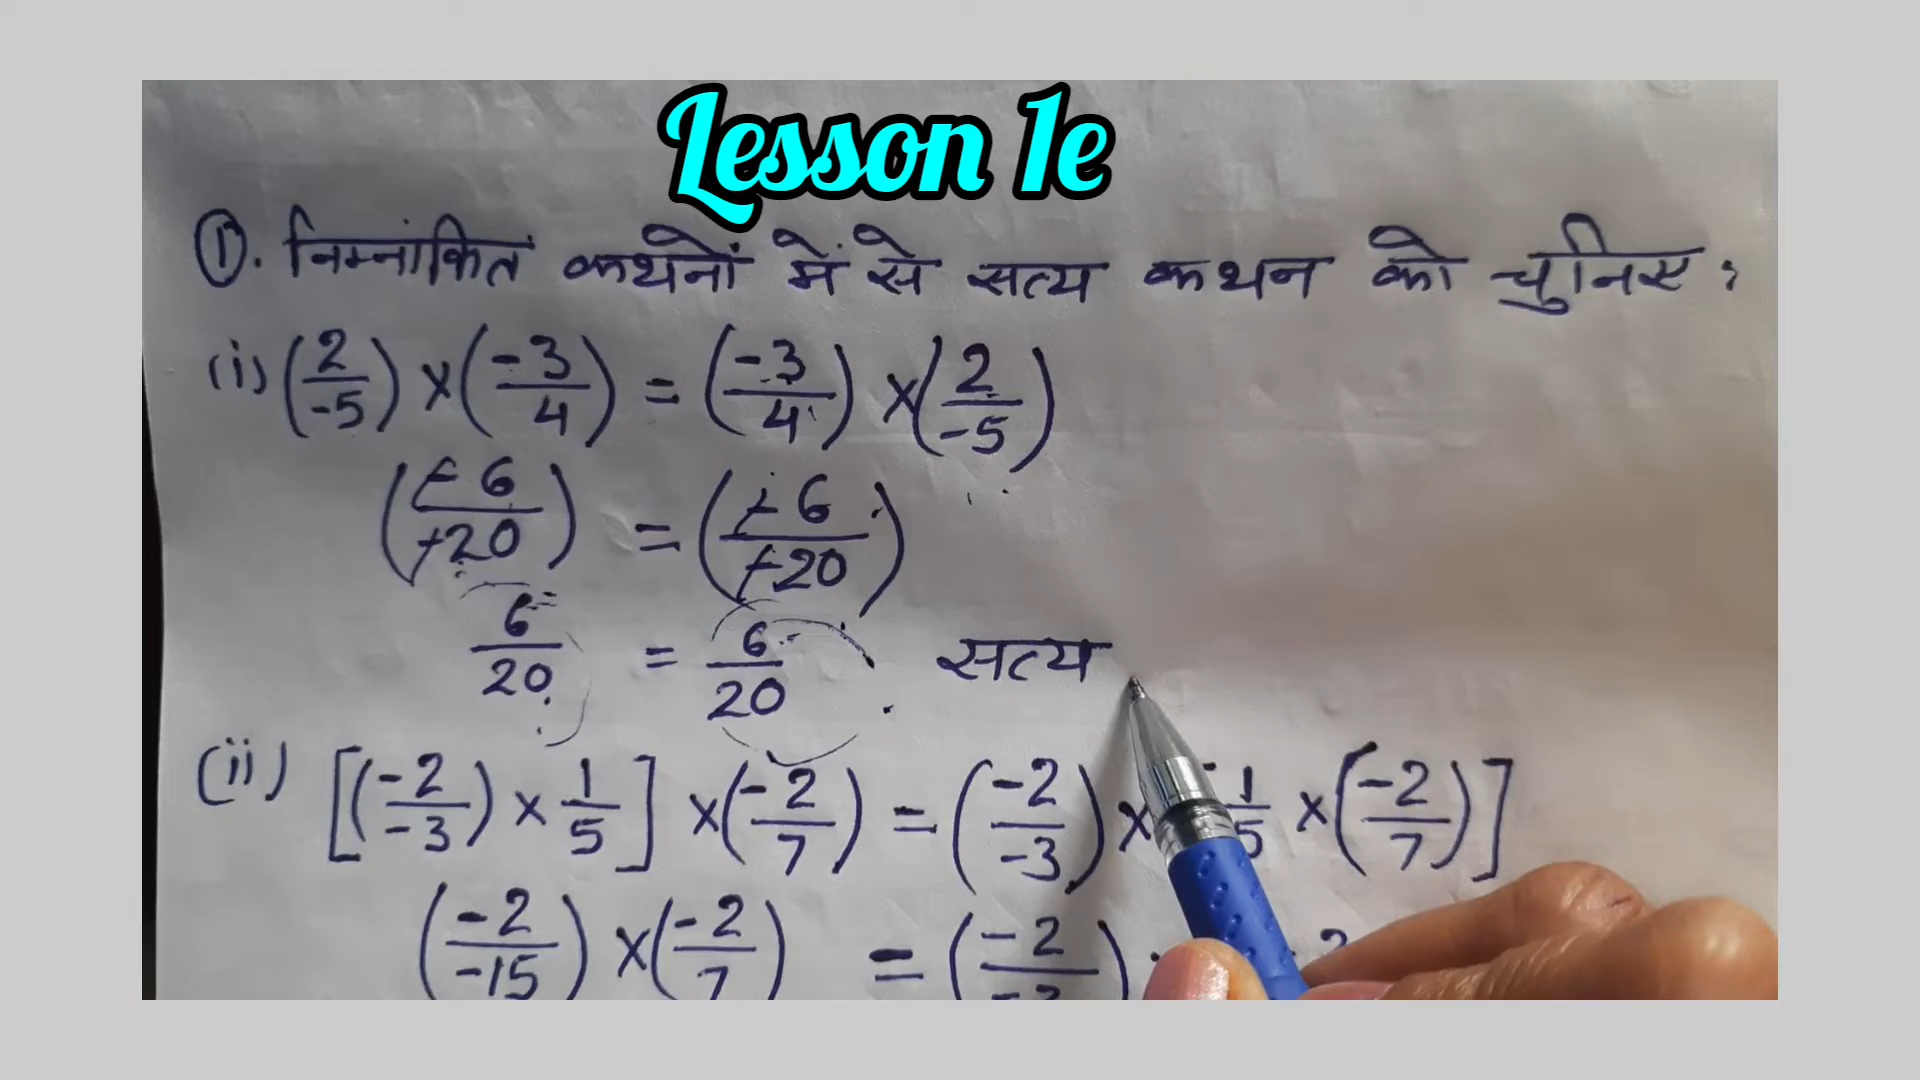 Lesson 1e
①. निम्नांकित कथनों में से सत्य कथन को चुनिए :
(i) (2/-5) × (-3/4) = (-3/4) × (2/-5)
(-6/-20) = (-6/-20)
6/20 = 6/20 सत्य
(ii) [(-2/-3) × 1/5] × (-2/7) = (-2/-3) × 1/5 × (-2/7)]
(-2/-15) × (-2/7) = (-2/-3)